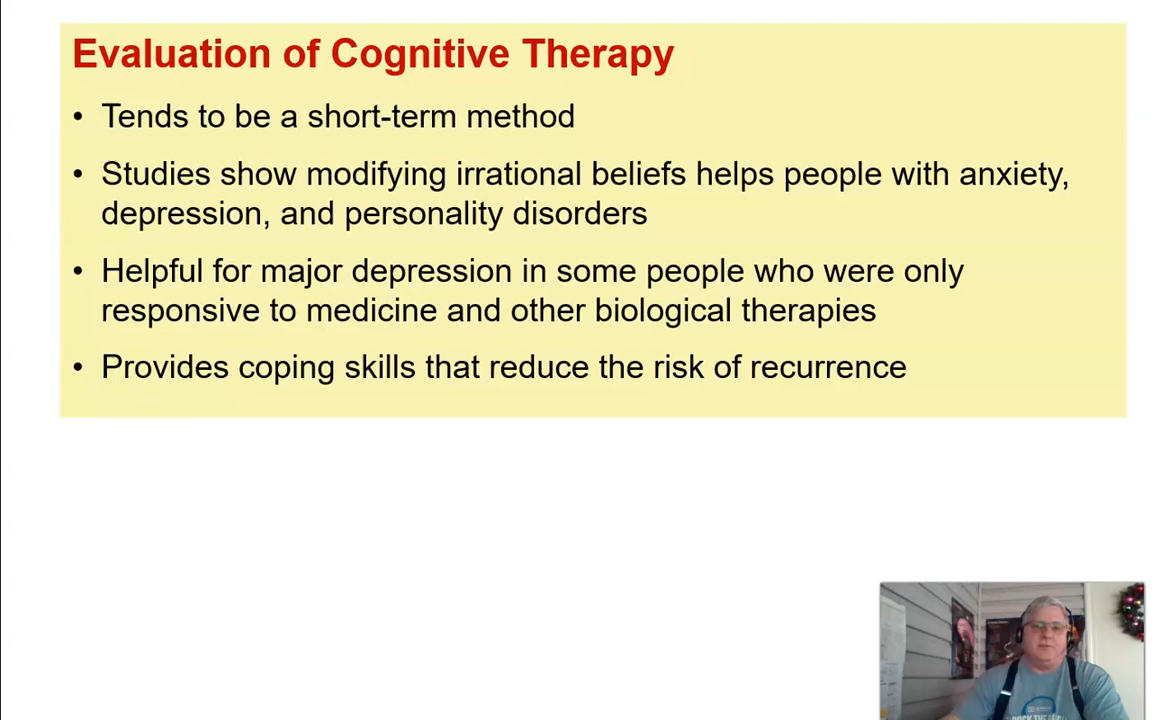 Evaluation of Cognitive Therapy
• Tends to be a short-term method
• Studies show modifying irrational beliefs helps people with anxiety,
depression, and personality disorders
• Helpful for major depression in some people who were only
responsive to medicine and other biological therapies
• Provides coping skills that reduce the risk of recurrence